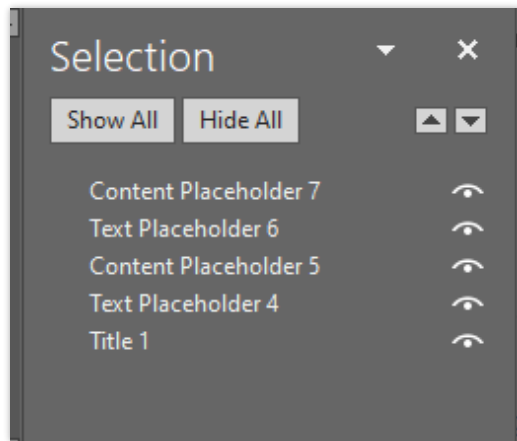 Selection
Show All Hide All
Content Placeholder 7
Text Placeholder 6
Content Placeholder 5
Text Placeholder 4
Title 1